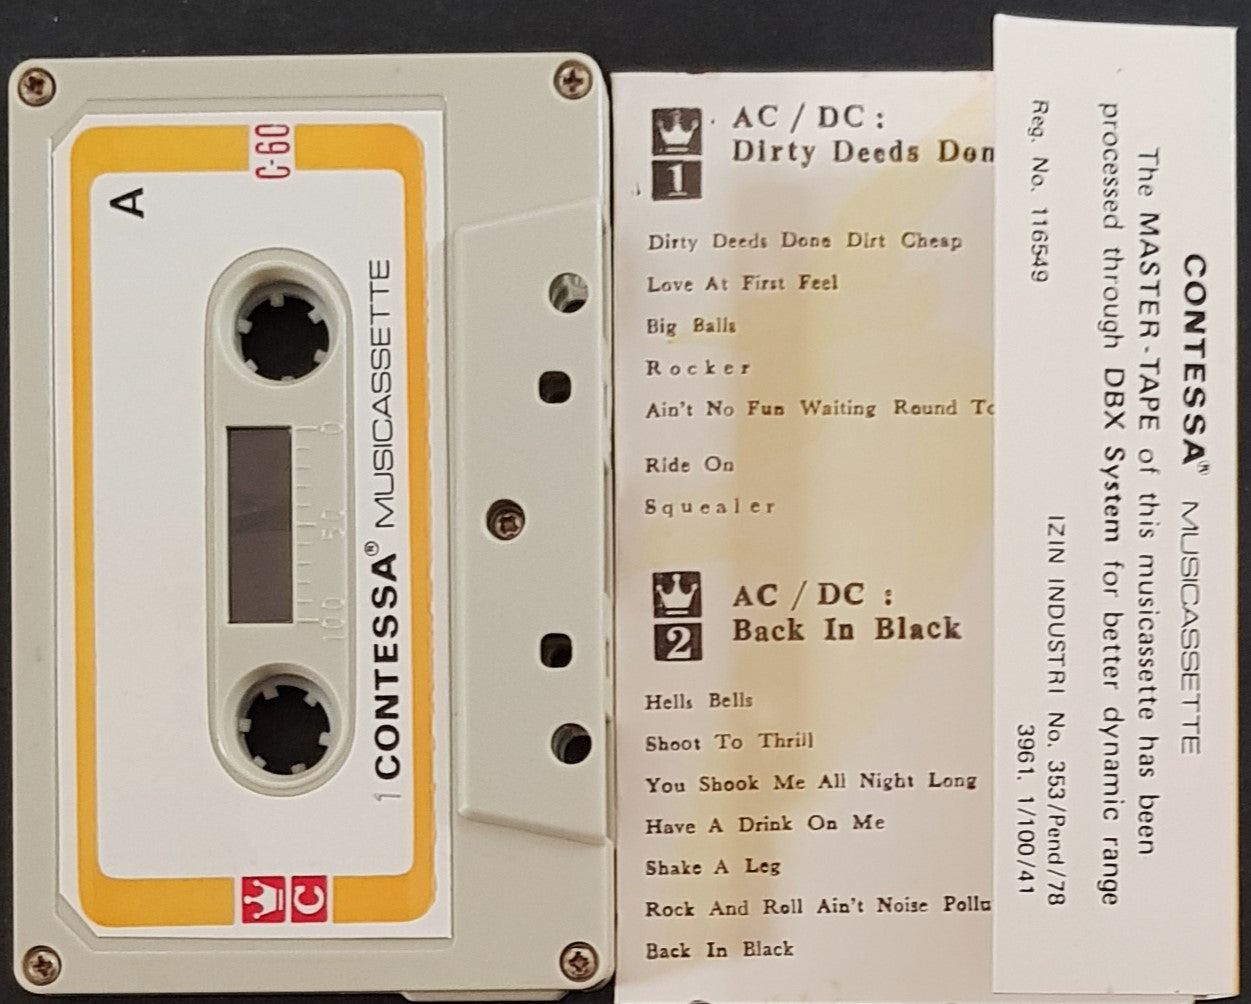 A
C-60
0
50
100
1 CONTESSA® MUSICASSETTE
C
1
AC / DC :
Dirty Deeds Don
Dirty Deeds Done Dirt Cheap
Love At First Feel
Big Balls
Rocker
Ain't No Fun Waiting Round To
Ride On
Squealer
2
AC / DC :
Back In Black
Hells Bells
Shoot To Thrill
You Shook Me All Night Long
Have A Drink On Me
Shake A Leg
Rock And Roll Ain't Noise Pollu
Back In Black
CONTESSA® MUSICASSETTE
The MASTER-TAPE of this musicassette has been
processed through DBX System for better dynamic range
Reg. No. 116549
IZIN INDUSTRI No. 353/Pend/78
3961. 1/100/41